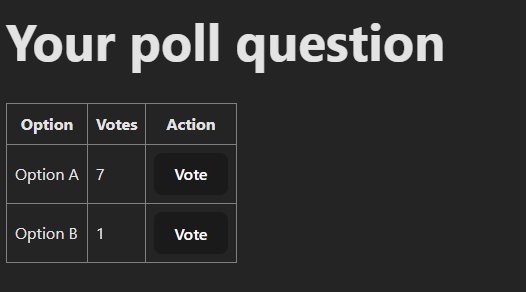 Your poll question
Option Votes Action
Option A 7 Vote
Option B 1 Vote